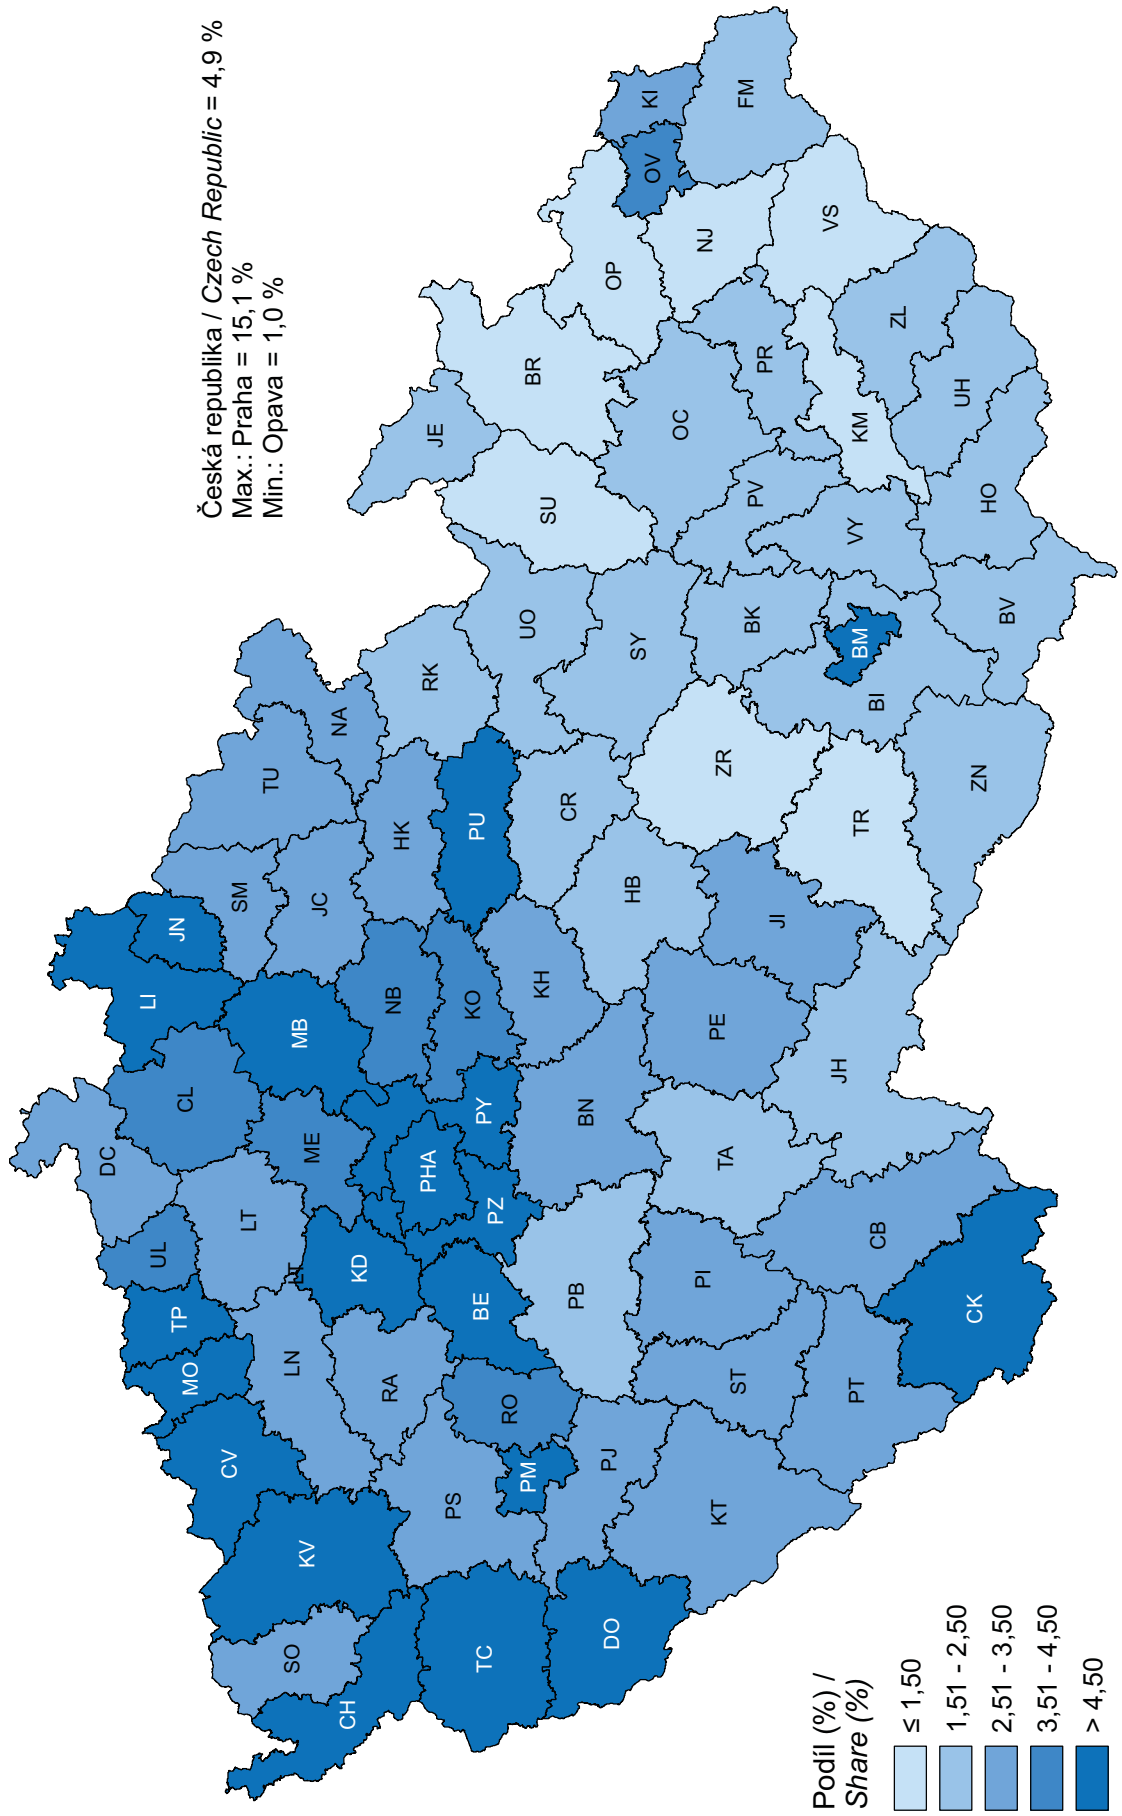 Česká republika / Czech Republic = 4,9 %
Max.: Praha = 15,1 %
Min.: Opava = 1,0 %
DC
LI
JN
UL
CL
SM
TU
TP
LT
MB
JC
NA
MO
LT
ME
NB
HK
RK
JE
CV
LN
KD
PHA
KO
PU
UO
SU
BR
OP
OV
KI
KV
RA
BE
PZ
PY
KH
CR
SY
OC
NJ
FM
SO
PS
RO
PB
BN
HB
ZR
BK
PV
PR
VS
CH
PM
PJ
PI
TA
PE
JI
BI
BM
VY
KM
ZL
TC
DO
KT
ST
CB
JH
TR
ZN
BV
HO
UH
PT
CK
Podíl (%) /
Share (%)
≤ 1,50
1,51 - 2,50
2,51 - 3,50
3,51 - 4,50
> 4,50